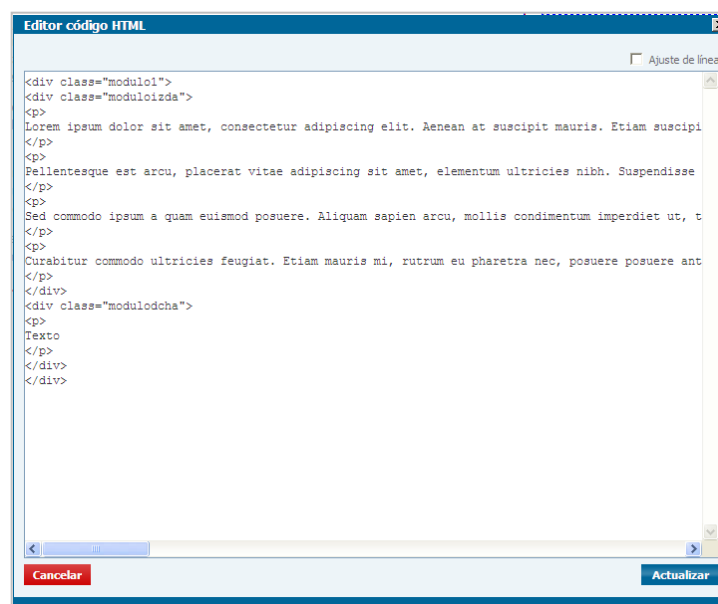 Editor código HTML
Ajuste de línea
<div class="modulo1">
<div class="moduloizda">
<p>
Lorem ipsum dolor sit amet, consectetur adipiscing elit. Aenean at suscipit mauris. Etiam suscipi
</p>
<p>
Pellentesque est arcu, placerat vitae adipiscing sit amet, elementum ultricies nibh. Suspendisse
</p>
<p>
Sed commodo ipsum a quam euismod posuere. Aliquam sapien arcu, mollis condimentum imperdiet ut, t
</p>
<p>
Curabitur commodo ultricies feugiat. Etiam mauris mi, rutrum eu pharetra nec, posuere posuere ant
</p>
</div>
<div class="modulodcha">
<p>
Texto
</p>
</div>
</div>
Cancelar
Actualizar